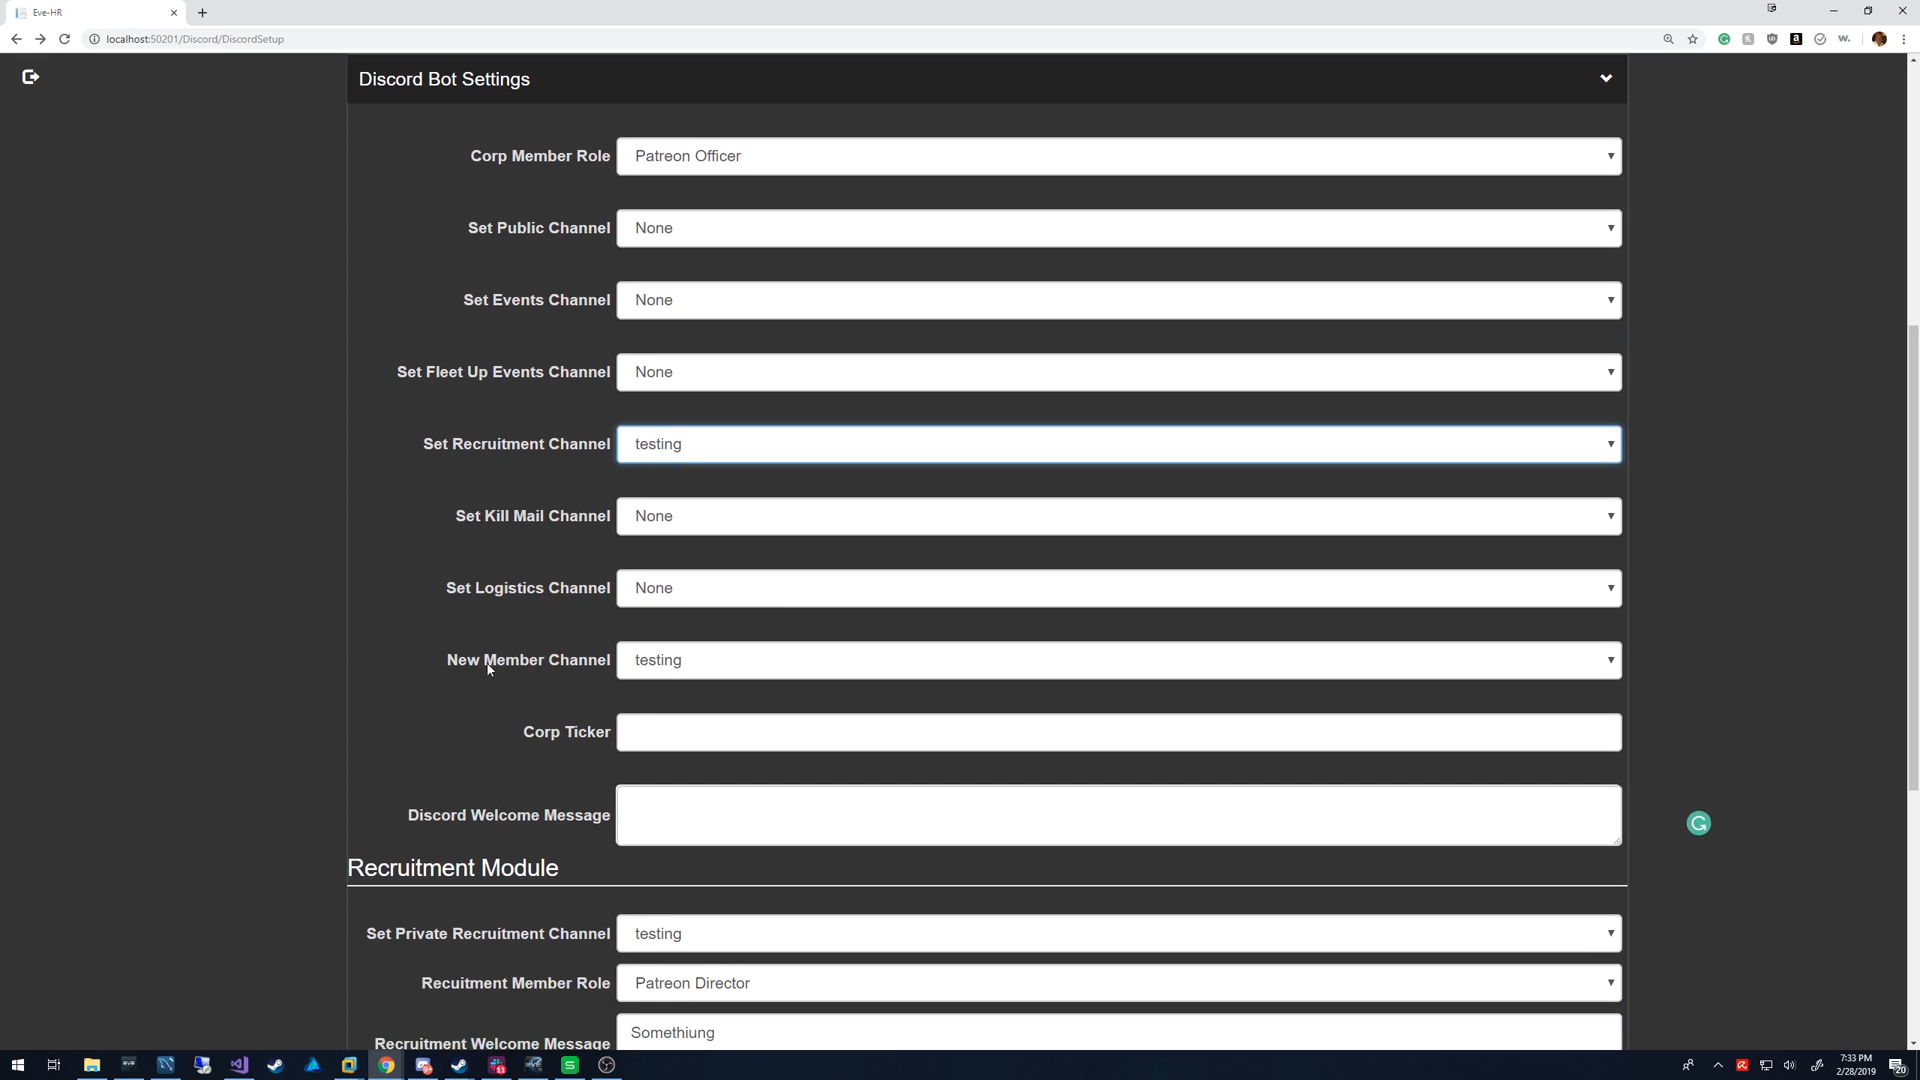 Eve-HR
localhost:50201/Discord/DiscordSetup
Discord Bot Settings
Corp Member Role Patreon Officer
Set Public Channel None
Set Events Channel None
Set Fleet Up Events Channel None
Set Recruitment Channel testing
Set Kill Mail Channel None
Set Logistics Channel None
New Member Channel testing
Corp Ticker
Discord Welcome Message
Recruitment Module
Set Private Recruitment Channel testing
Recuitment Member Role Patreon Director
Recruitment Welcome Message Somethiung
7:33 PM
2/28/2019
20